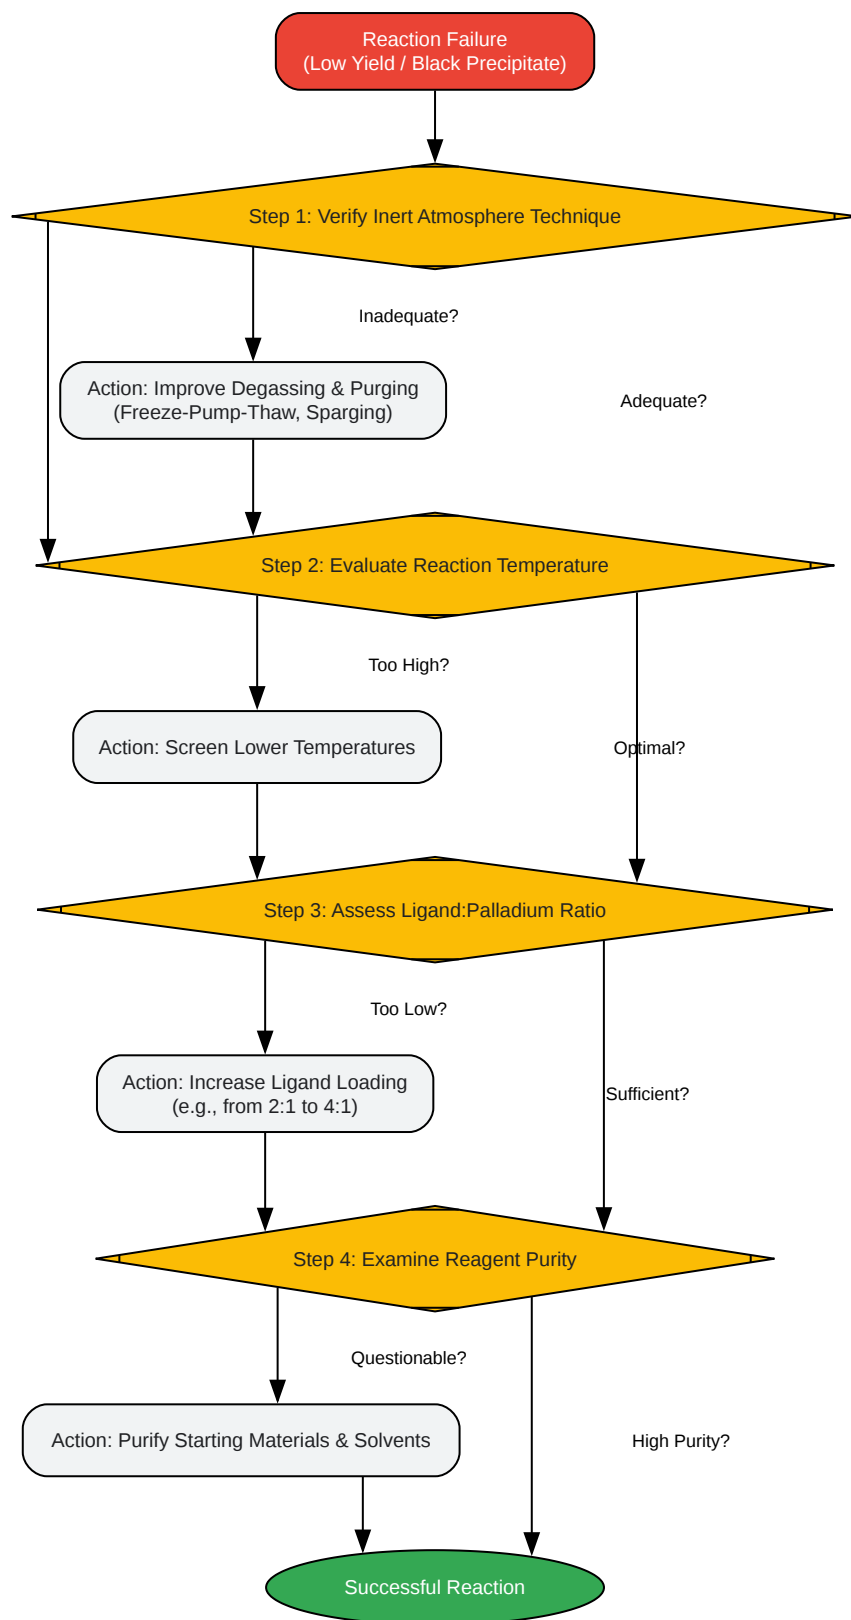 Reaction Failure
(Low Yield / Black Precipitate)
Step 1: Verify Inert Atmosphere Technique
Inadequate?
Action: Improve Degassing & Purging
(Freeze-Pump-Thaw, Sparging)
Adequate?
Step 2: Evaluate Reaction Temperature
Too High?
Action: Screen Lower Temperatures
Optimal?
Step 3: Assess Ligand:Palladium Ratio
Too Low?
Action: Increase Ligand Loading
(e.g., from 2:1 to 4:1)
Sufficient?
Step 4: Examine Reagent Purity
Questionable?
Action: Purify Starting Materials & Solvents
High Purity?
Successful Reaction